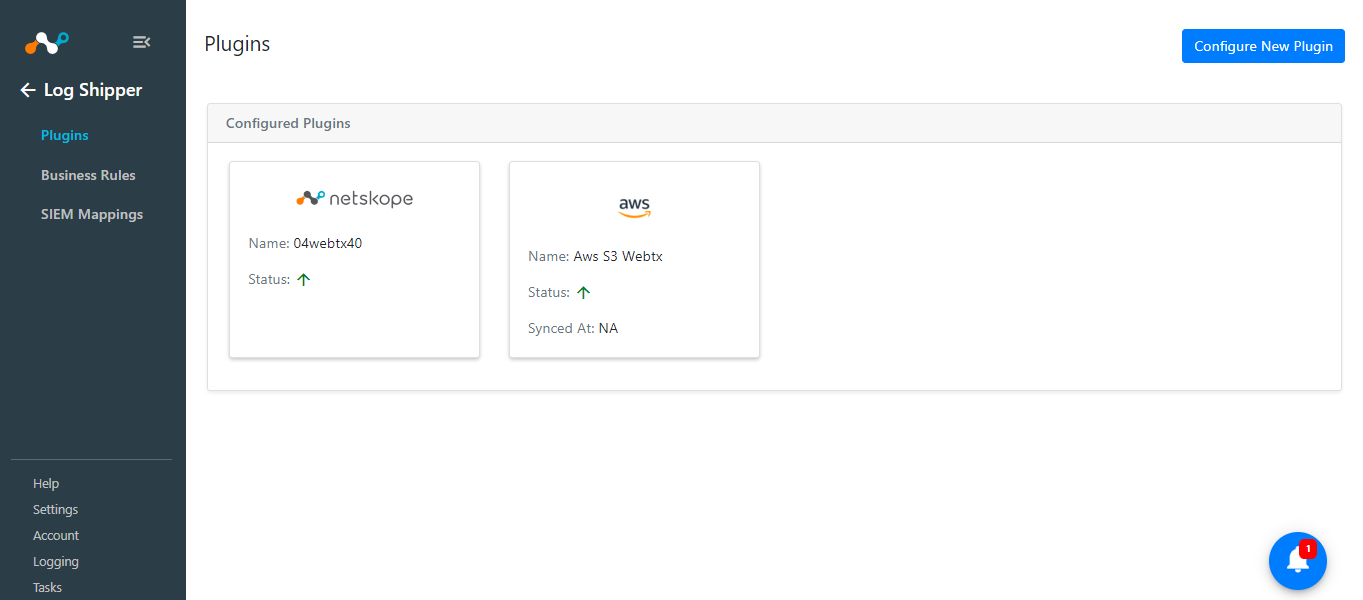 Log Shipper
Plugins
Business Rules
SIEM Mappings
Help
Settings
Account
Logging
Tasks
Plugins
Configure New Plugin
Configured Plugins
netskope
Name: 04webtx40
Status:
aws
Name: Aws S3 Webtx
Status:
Synced At: NA
1